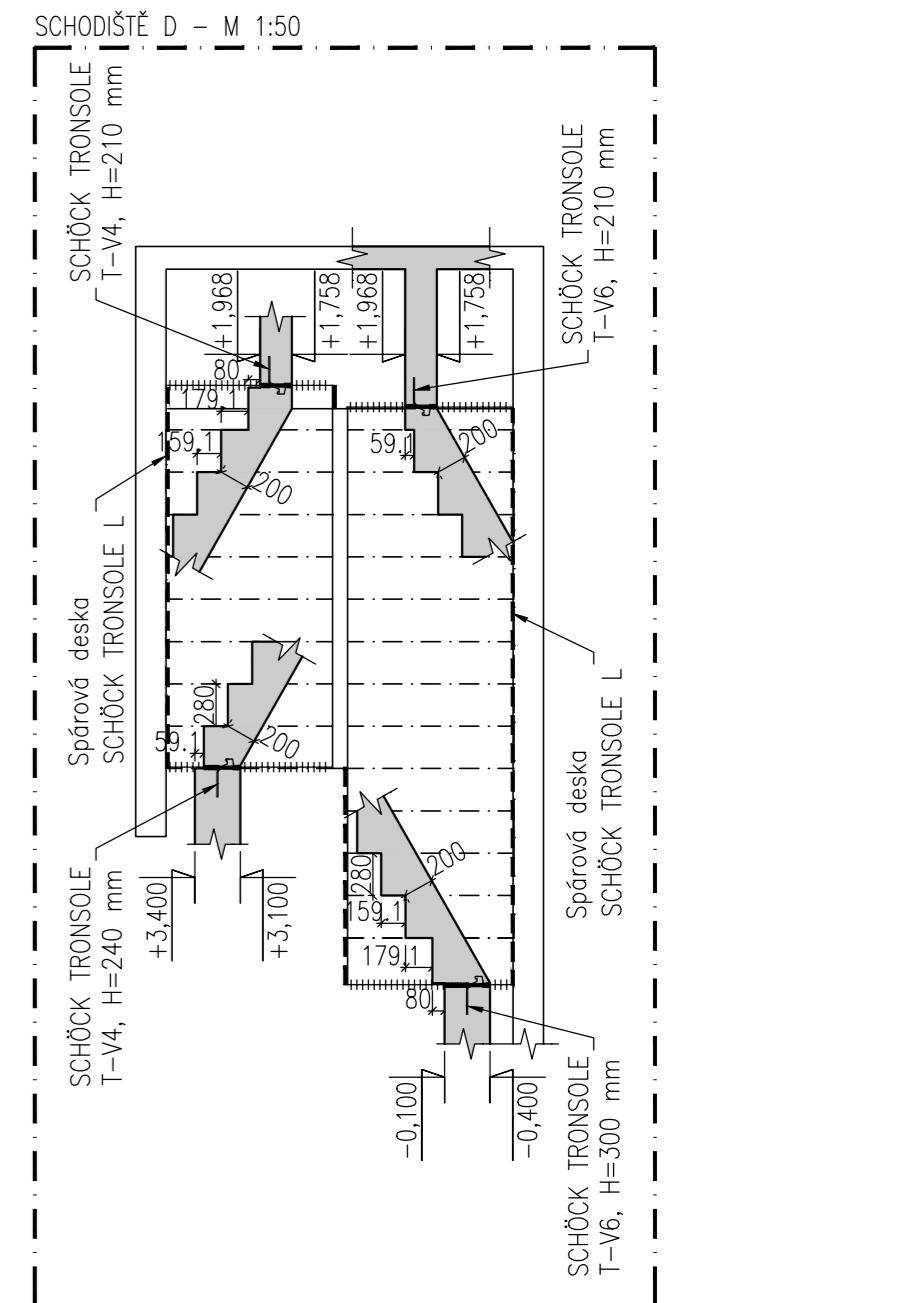 SCHODIŠTĚ D – M 1:50
SCHÖCK TRONSOLE
T–V4, H=210 mm
SCHÖCK TRONSOLE
T–V6, H=210 mm
+1,968
+1,758
+1,968
+1,758
80
179.1
159.1
200
59.1
200
Spárová deska
SCHÖCK TRONSOLE L
280
59.1
200
Spárová deska
SCHÖCK TRONSOLE L
SCHÖCK TRONSOLE
T–V4, H=240 mm
+3,400
+3,100
280
200
159.1
179.1
80
–0,100
–0,400
SCHÖCK TRONSOLE
T–V6, H=300 mm